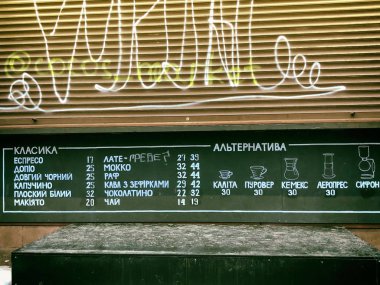 @cocos_market
КЛАСИКА
ЕСПРЕСО 17
ДОПІО 25
ДОВГИЙ ЧОРНИЙ 25
КАПУЧИНО 25
ПЛОСКИЙ БІЛИЙ 32
МАКІЯТО 20
ЛАТЕ 27 39
МОККО 32 44
РАФ 32 44
КАВА З ЗЕФІРКАМИ 29 42
ЧОКОЛАТИНО 22 32
ЧАЙ 14 19
АЛЬТЕРНАТИВА
КАЛІТА ПУРОВЕР КЕМЕКС АЕРОПРЕС СИФОН
30 30 30 30